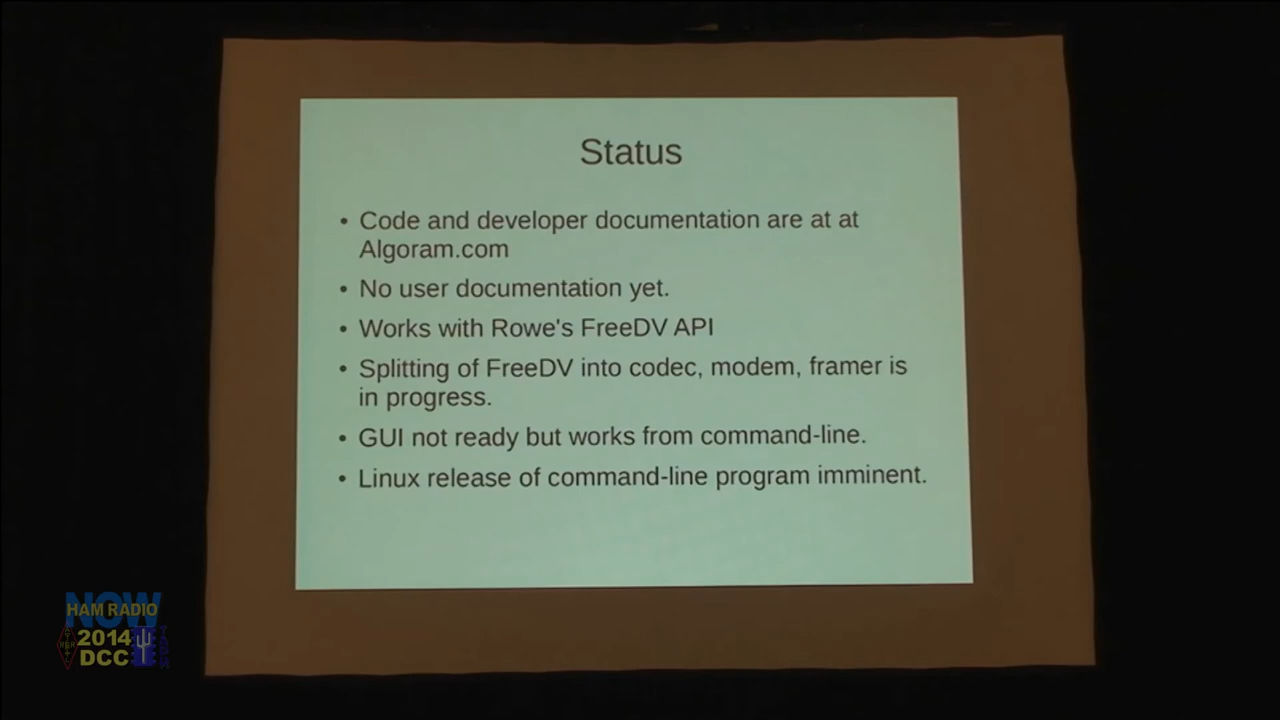 Status
• Code and developer documentation are at at
Algoram.com
• No user documentation yet.
• Works with Rowe's FreeDV API
• Splitting of FreeDV into codec, modem, framer is
in progress.
• GUI not ready but works from command-line.
• Linux release of command-line program imminent.
NOW
HAM RADIO
2014
DCC